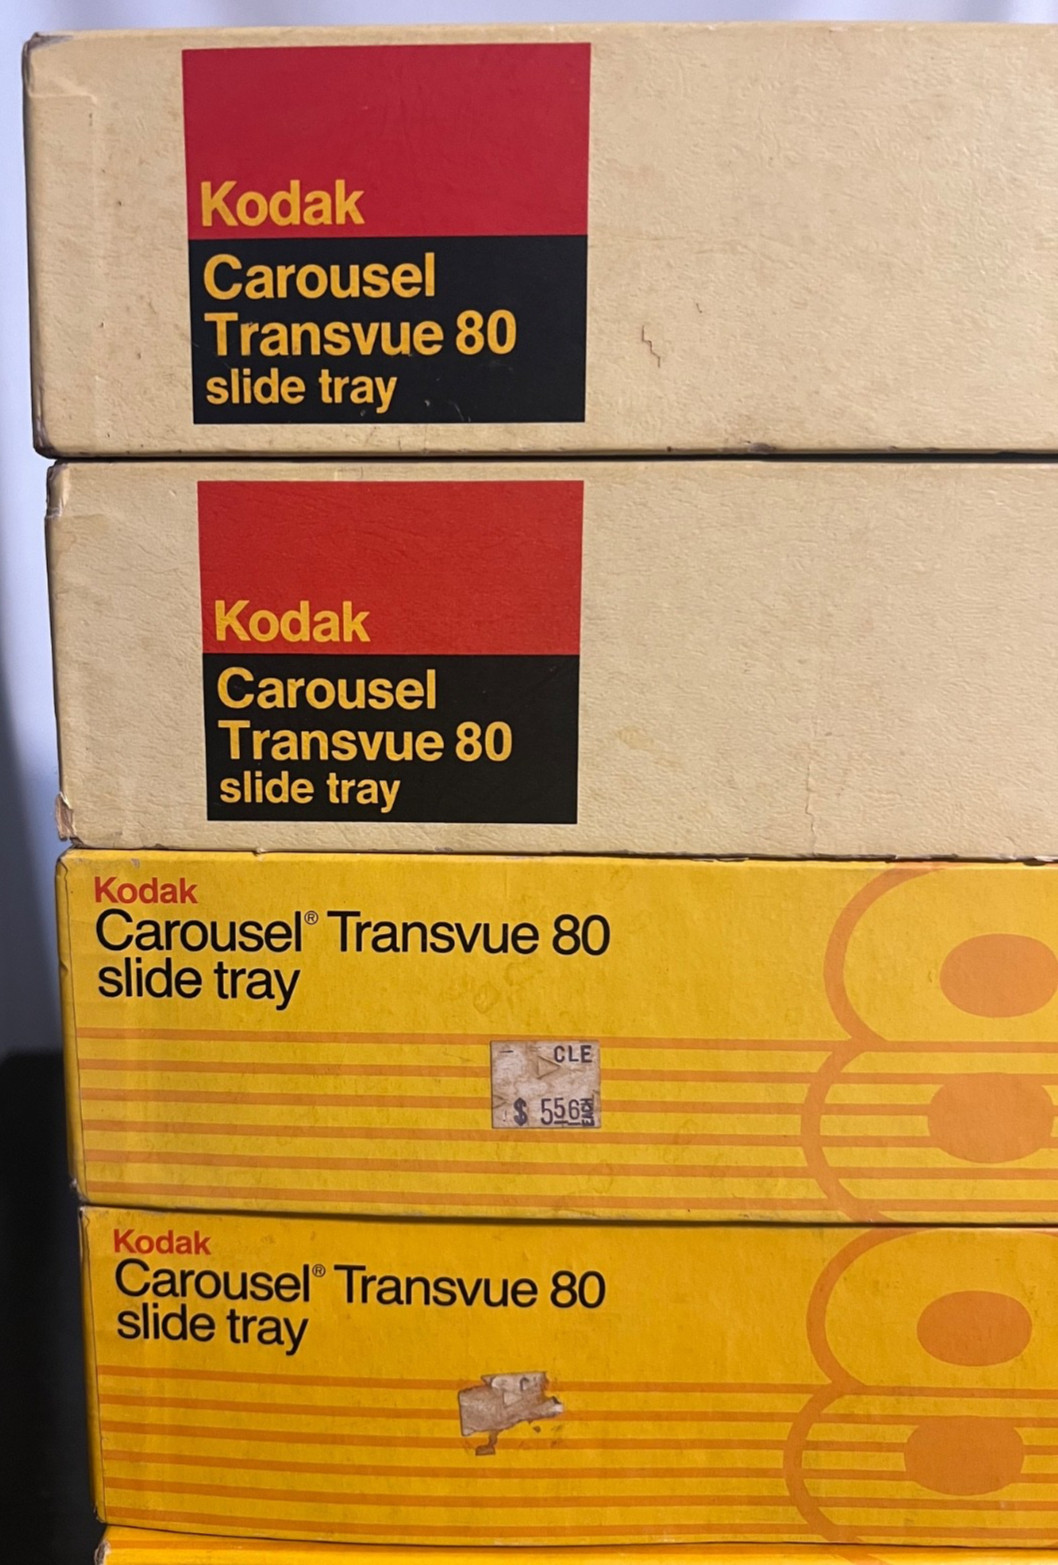 Kodak
Carousel
Transvue 80
slide tray
Kodak
Carousel
Transvue 80
slide tray
Kodak
Carousel® Transvue 80
slide tray
CLE
$ 556 EACH
Kodak
Carousel® Transvue 80
slide tray